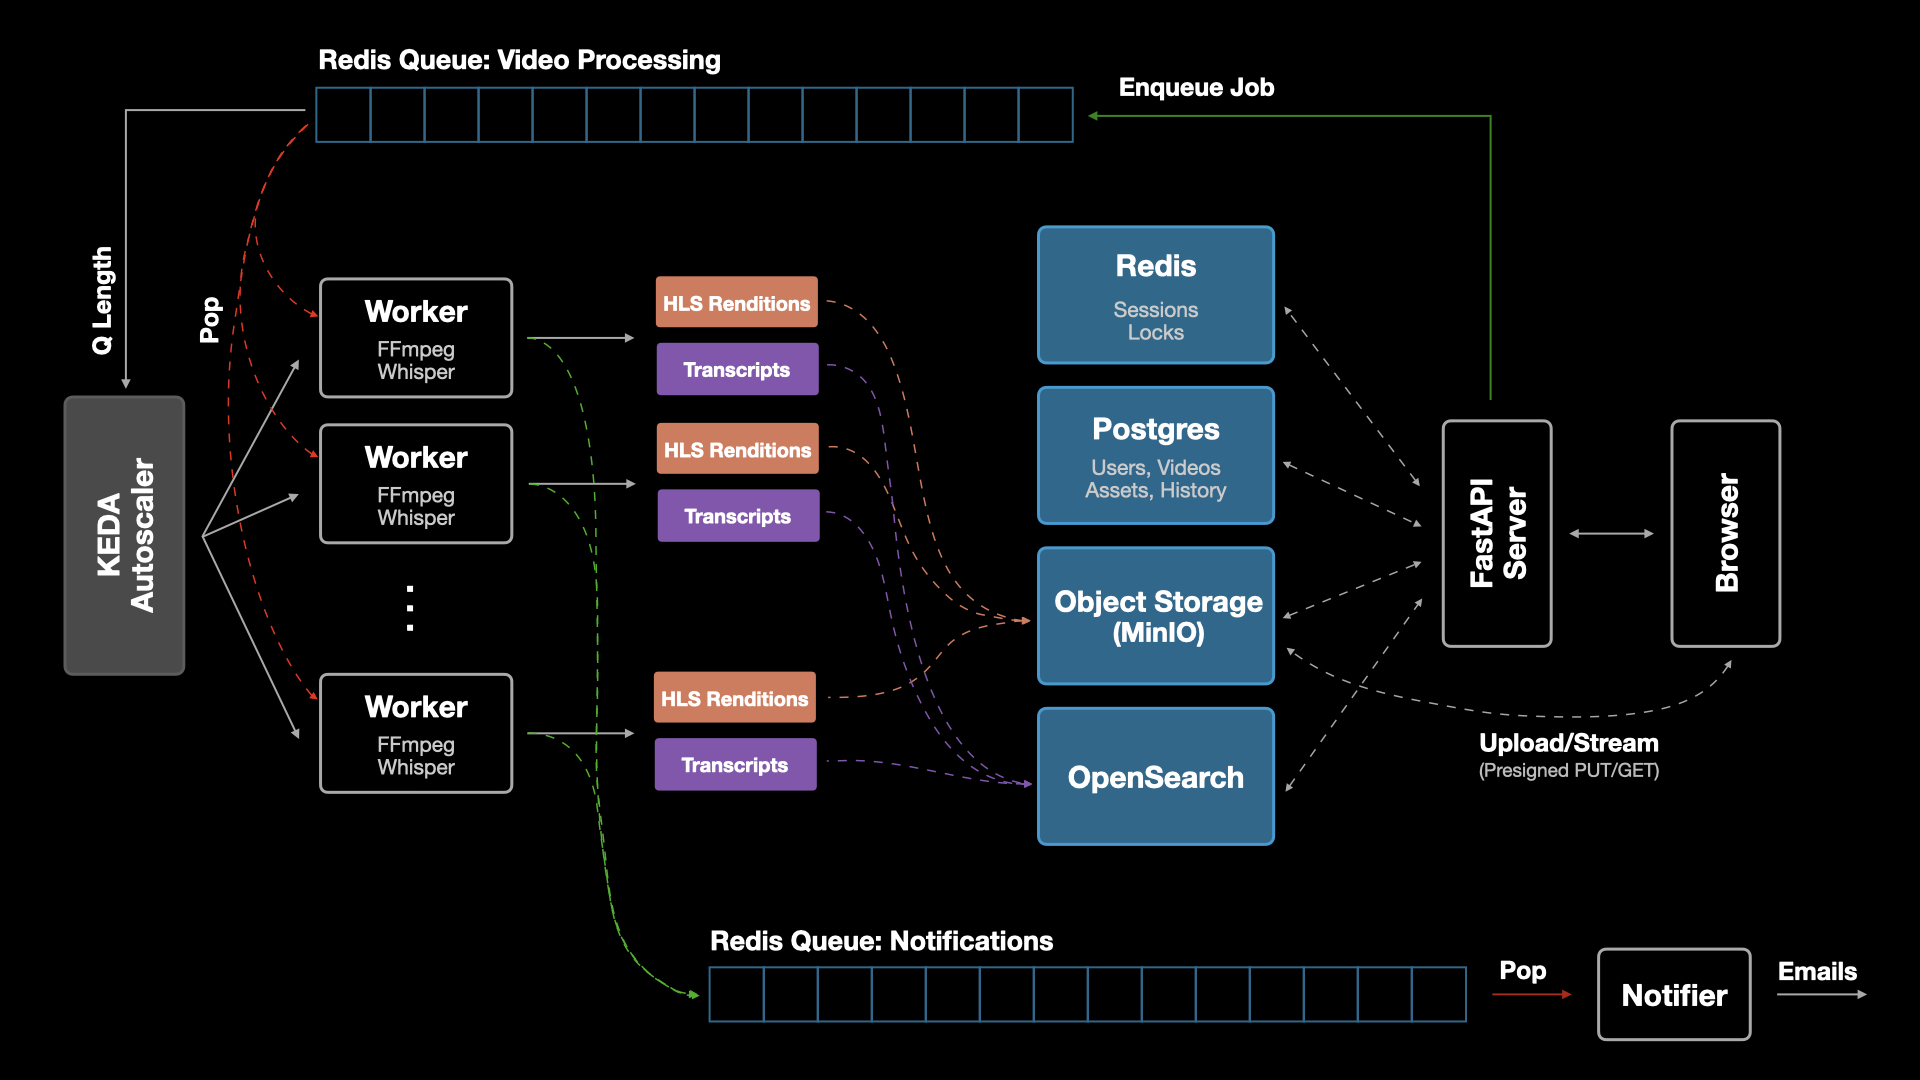 Redis Queue: Video Processing
Enqueue Job
Q Length
Pop
KEDA
Autoscaler
Worker
FFmpeg
Whisper
HLS Renditions
Transcripts
Worker
FFmpeg
Whisper
HLS Renditions
Transcripts
Worker
FFmpeg
Whisper
HLS Renditions
Transcripts
Redis
Sessions
Locks
Postgres
Users, Videos
Assets, History
Object Storage
(MinIO)
OpenSearch
FastAPI
Server
Browser
Upload/Stream
(Presigned PUT/GET)
Redis Queue: Notifications
Pop
Notifier
Emails